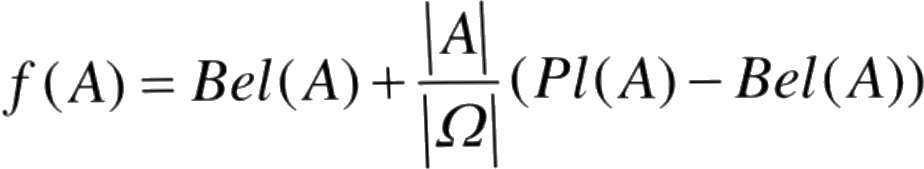 f(A) = Bel(A) + |A|/|Ω| (Pl(A) − Bel(A))